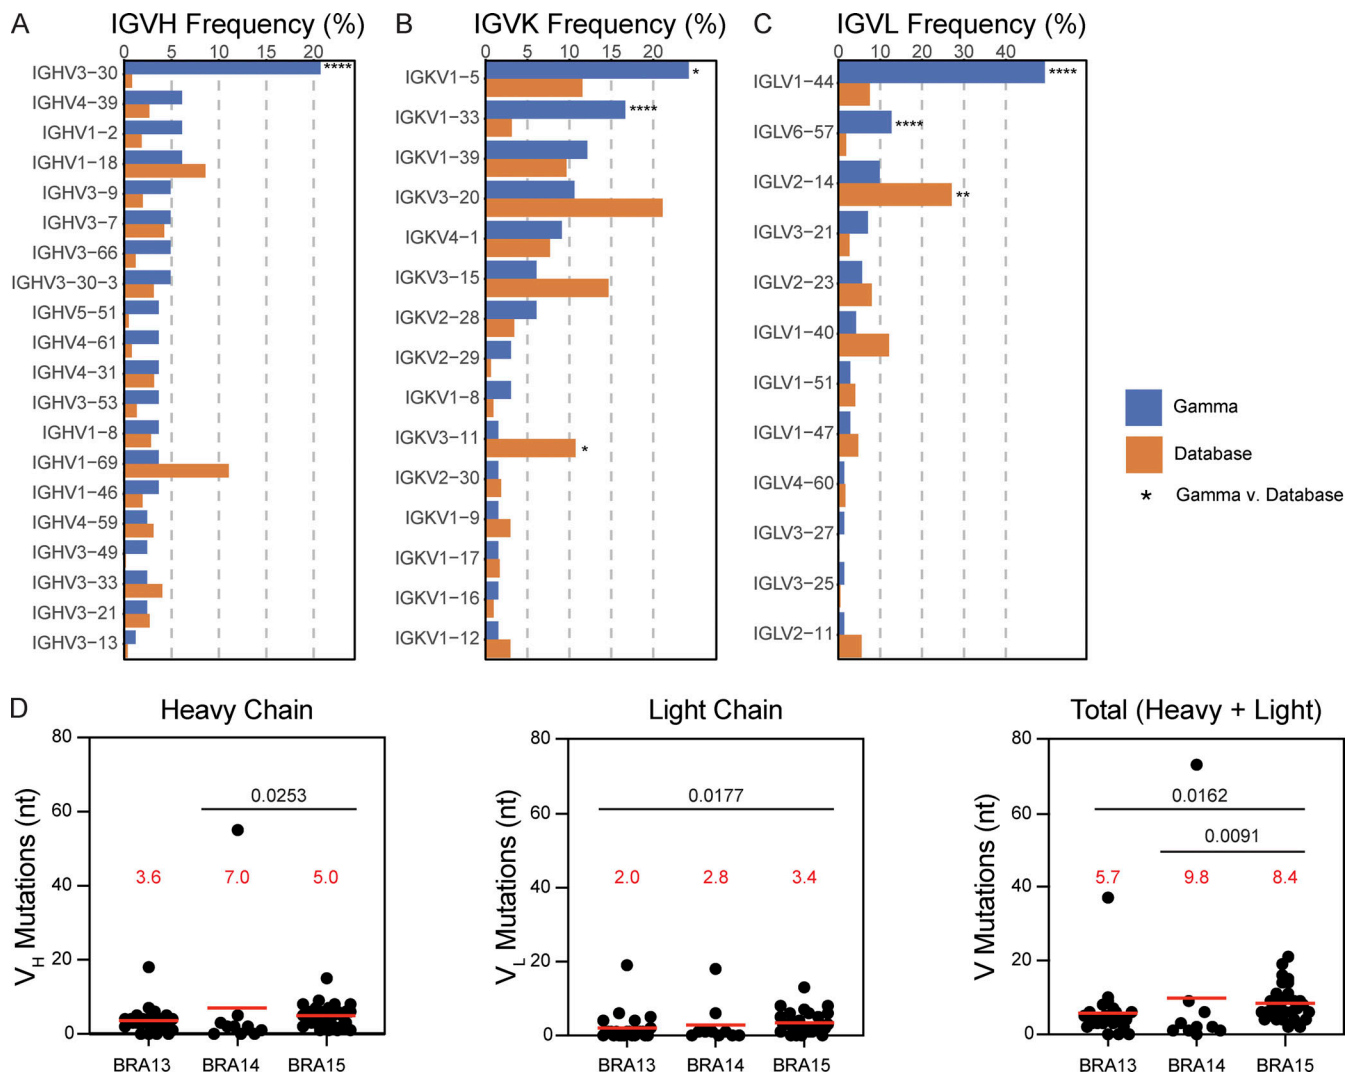 A IGVH Frequency (%)
0 5 10 15 20
IGHV3-30 ****
IGHV4-39
IGHV1-2
IGHV1-18
IGHV3-9
IGHV3-7
IGHV3-66
IGHV3-30-3
IGHV5-51
IGHV4-61
IGHV4-31
IGHV3-53
IGHV1-8
IGHV1-69
IGHV1-46
IGHV4-59
IGHV3-49
IGHV3-33
IGHV3-21
IGHV3-13
B IGVK Frequency (%)
0 5 10 15 20
IGKV1-5 *
IGKV1-33 ****
IGKV1-39
IGKV3-20
IGKV4-1
IGKV3-15
IGKV2-28
IGKV2-29
IGKV1-8
IGKV3-11 *
IGKV2-30
IGKV1-9
IGKV1-17
IGKV1-16
IGKV1-12
C IGVL Frequency (%)
0 10 20 30 40
IGLV1-44 ****
IGLV6-57 ****
IGLV2-14 **
IGLV3-21
IGLV2-23
IGLV1-40
IGLV1-51
IGLV1-47
IGLV4-60
IGLV3-27
IGLV3-25
IGLV2-11
Gamma
Database
* Gamma v. Database
D Heavy Chain
VH Mutations (nt)
80
60
40
20
0
0.0253
3.6 7.0 5.0
BRA13 BRA14 BRA15
Light Chain
VL Mutations (nt)
80
60
40
20
0
0.0177
2.0 2.8 3.4
BRA13 BRA14 BRA15
Total (Heavy + Light)
V Mutations (nt)
80
60
40
20
0
0.0162
0.0091
5.7 9.8 8.4
BRA13 BRA14 BRA15